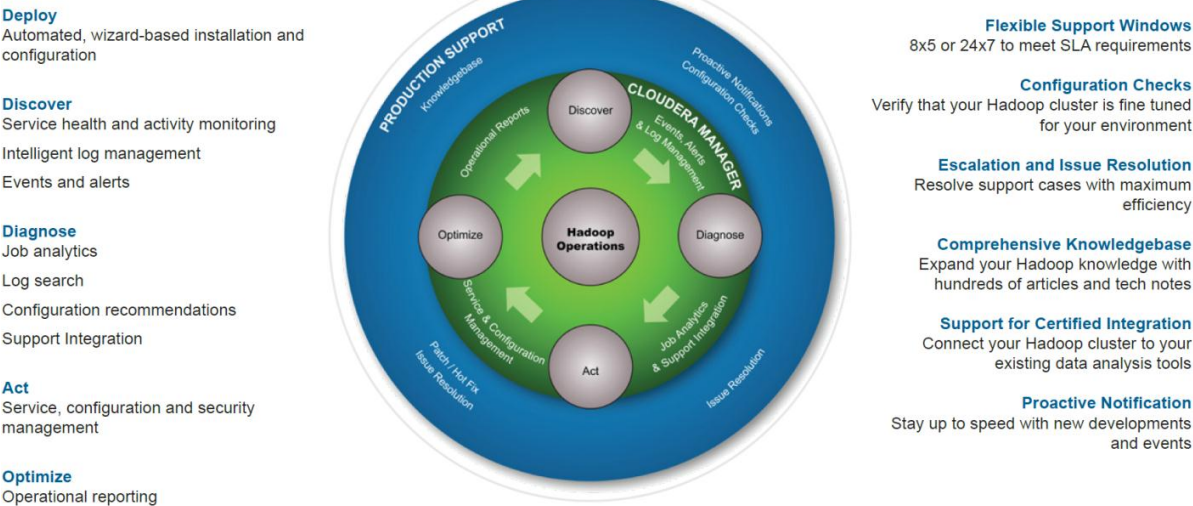 Deploy
Automated, wizard-based installation and
configuration
Discover
Service health and activity monitoring
Intelligent log management
Events and alerts
Diagnose
Job analytics
Log search
Configuration recommendations
Support Integration
Act
Service, configuration and security
management
Optimize
Operational reporting
PRODUCTION SUPPORT
Knowledgebase
Proactive Notifications
Configuration Checks
CLOUDERA MANAGER
Operational Reports
Discover
Events, Alerts
& Log Management
Optimize
Hadoop
Operations
Diagnose
Service & Configuration
Management
Job Analytics
& Support Integration
Act
Patch / Hot Fix
Issue Resolution
Issue Resolution
Flexible Support Windows
8x5 or 24x7 to meet SLA requirements
Configuration Checks
Verify that your Hadoop cluster is fine tuned
for your environment
Escalation and Issue Resolution
Resolve support cases with maximum
efficiency
Comprehensive Knowledgebase
Expand your Hadoop knowledge with
hundreds of articles and tech notes
Support for Certified Integration
Connect your Hadoop cluster to your
existing data analysis tools
Proactive Notification
Stay up to speed with new developments
and events